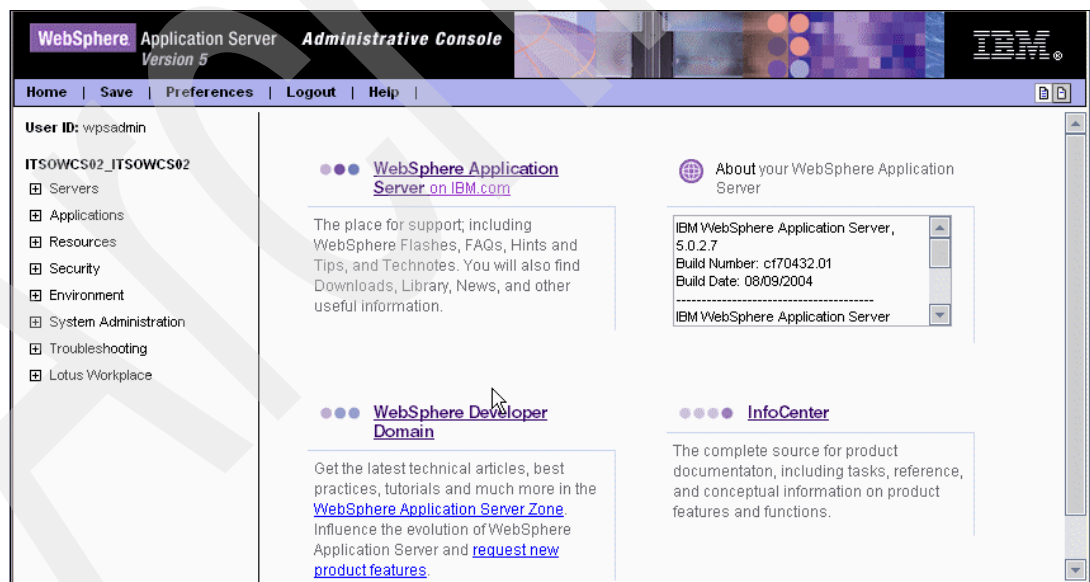 WebSphere Application Server Administrative Console
Version 5
IBM®
Home | Save | Preferences | Logout | Help |
User ID: wpsadmin
ITSOWCS02_ITSOWCS02
Servers
Applications
Resources
Security
Environment
System Administration
Troubleshooting
Lotus Workplace
WebSphere Application
Server on IBM.com
The place for support; including
WebSphere Flashes, FAQs, Hints and
Tips, and Technotes. You will also find
Downloads, Library, News, and other
useful information.
About your WebSphere Application
Server
IBM WebSphere Application Server,
5.0.2.7
Build Number: cf70432.01
Build Date: 08/09/2004
---------------------------------------
IBM WebSphere Application Server
WebSphere Developer
Domain
Get the latest technical articles, best
practices, tutorials and much more in the
WebSphere Application Server Zone.
Influence the evolution of WebSphere
Application Server and request new
product features.
InfoCenter
The complete source for product
documentaton, including tasks, reference,
and conceptual information on product
features and functions.